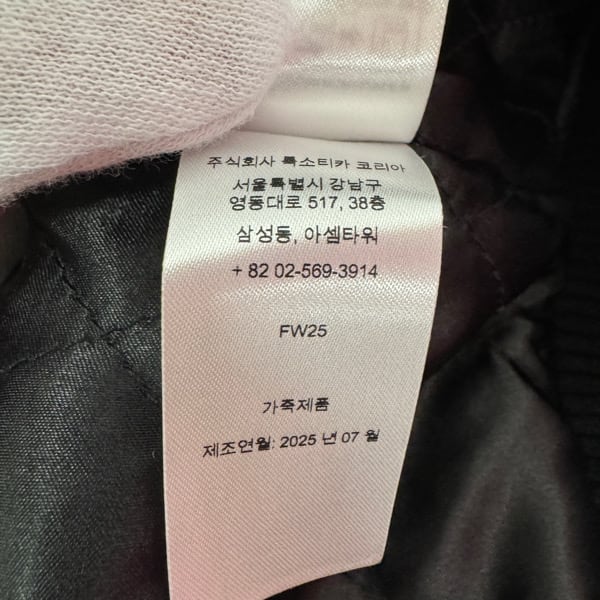 주식회사 룩소티카 코리아
서울특별시 강남구
영동대로 517, 38층
삼성동, 아셈타워
+ 82 02-569-3914
FW25
가죽제품
제조연월: 2025 년 07 월